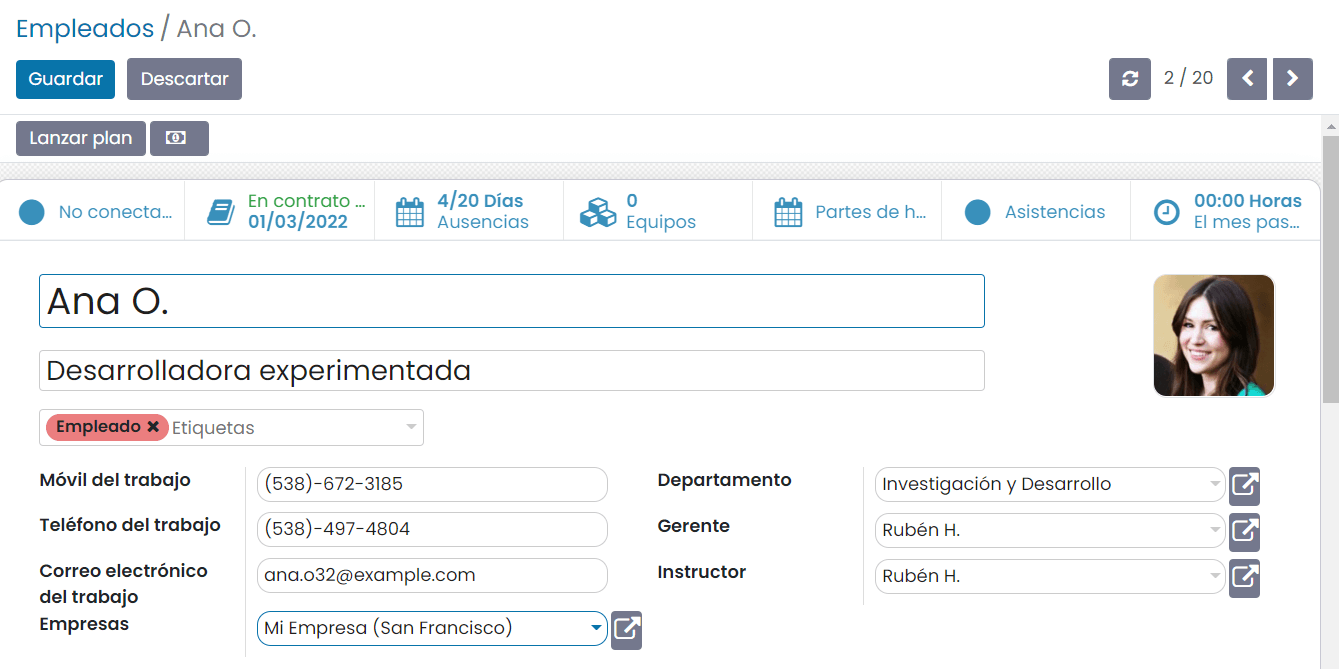 Empleados / Ana O.
Guardar Descartar 2 / 20
Lanzar plan
No conecta...
En contrato ...
01/03/2022
4/20 Días
Ausencias
0
Equipos
Partes de h...
Asistencias
00:00 Horas
El mes pas...
Ana O.
Desarrolladora experimentada
Empleado ✖ Etiquetas
Móvil del trabajo (538)-672-3185
Teléfono del trabajo (538)-497-4804
Correo electrónico
del trabajo ana.o32@example.com
Empresas Mi Empresa (San Francisco)
Departamento Investigación y Desarrollo
Gerente Rubén H.
Instructor Rubén H.